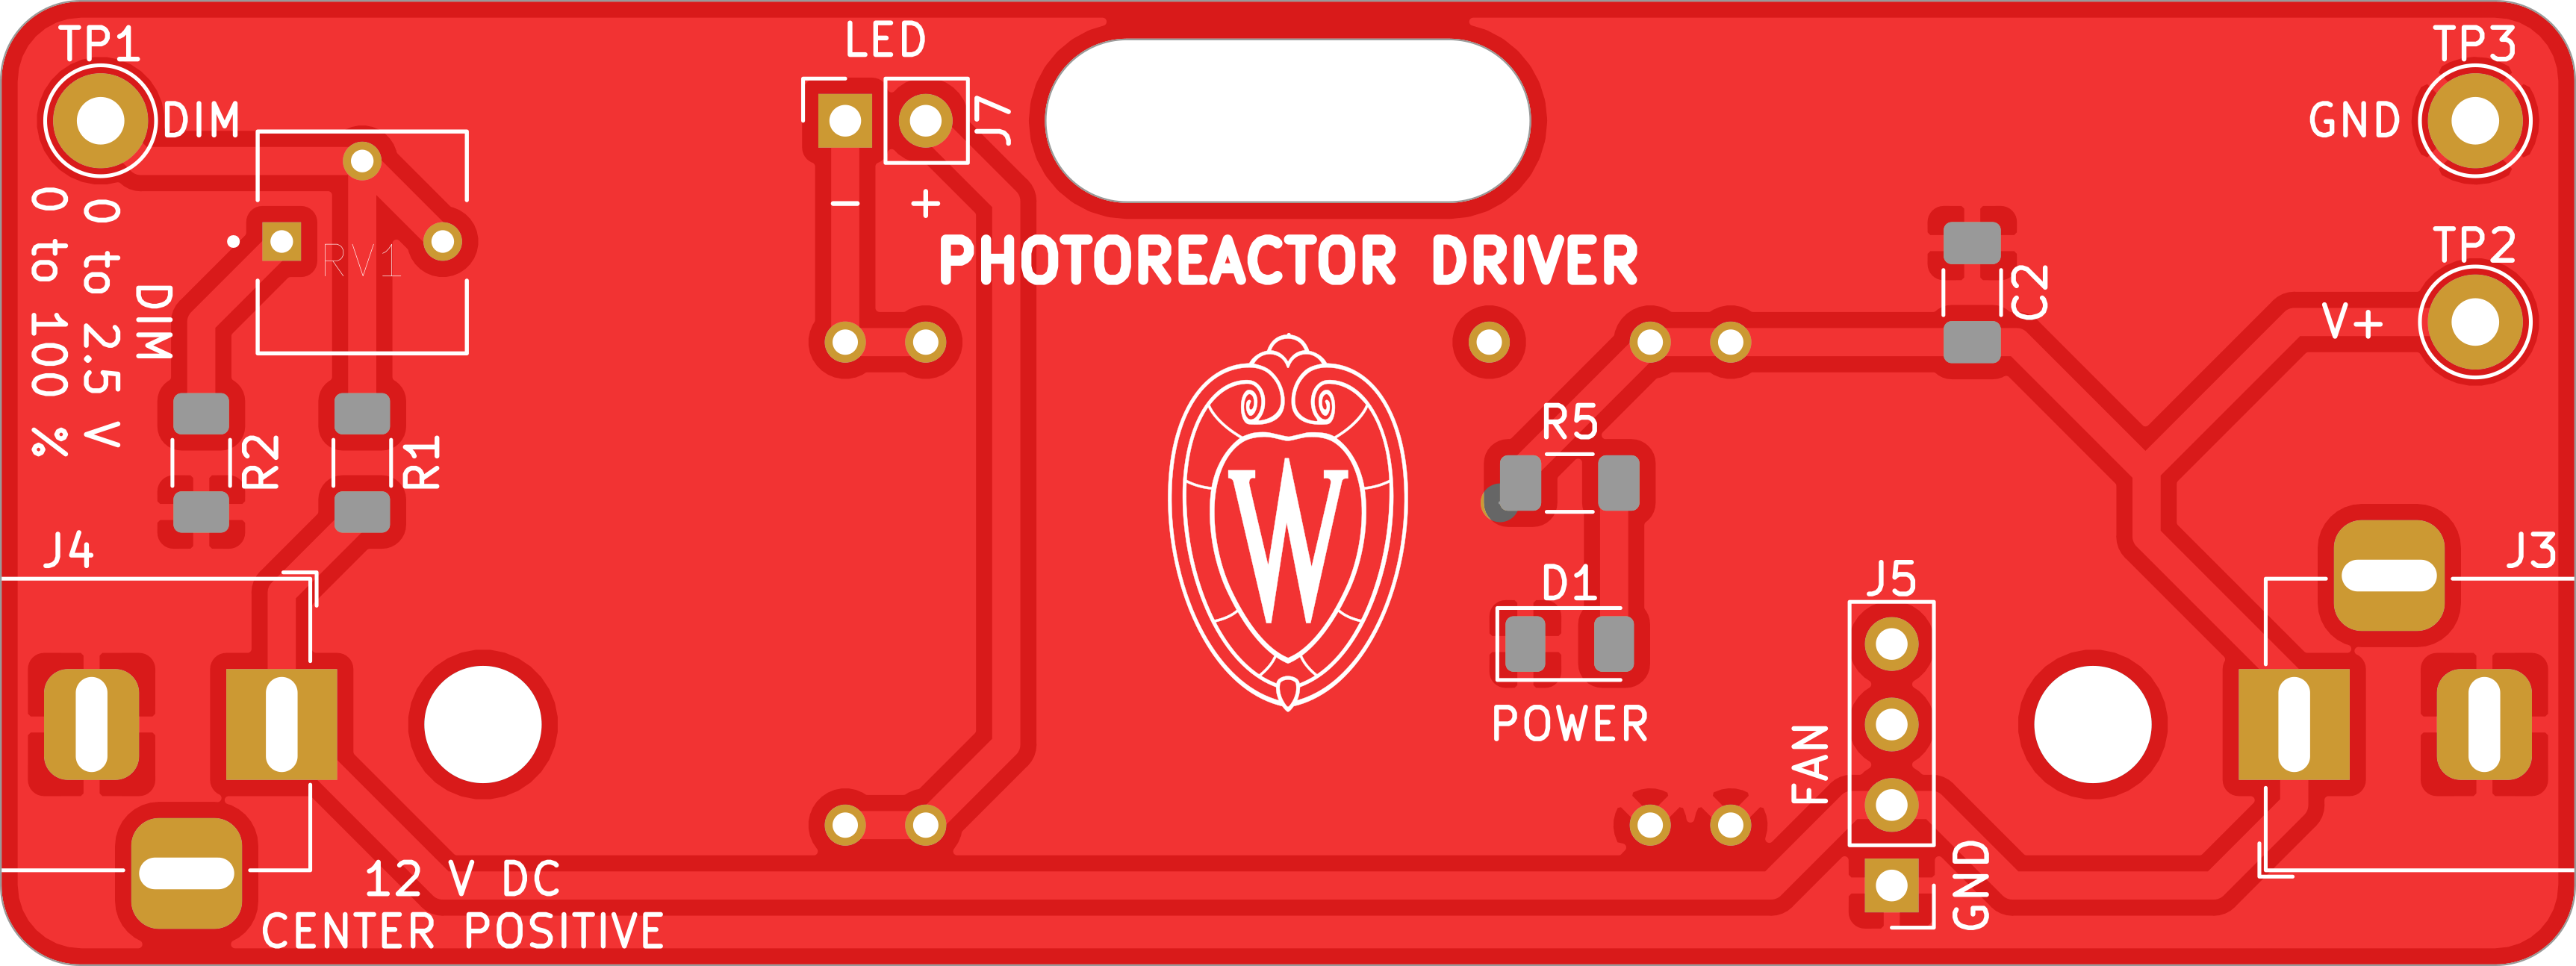 TP1
LED
TP3
DIM
J7
GND
- +
RV1
PHOTOREACTOR DRIVER
TP2
C2
V+
DIM
0 to 2.5 V
0 to 100 %
R2
R1
R5
W
J4
D1
J5
J3
POWER
FAN
12 V DC
CENTER POSITIVE
GND